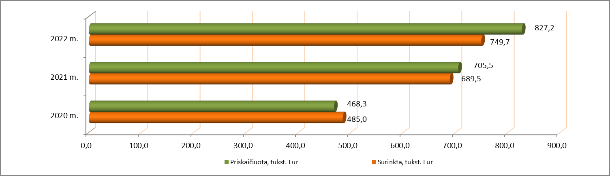 2022 m.
827,2
749,7
2021 m.
705,5
689,5
2020 m.
468,3
485,0
0,0 100,0 200,0 300,0 400,0 500,0 600,0 700,0 800,0 900,0
Priskaičiuota, tūkst. Eur Surinkta, tūkst. Eur